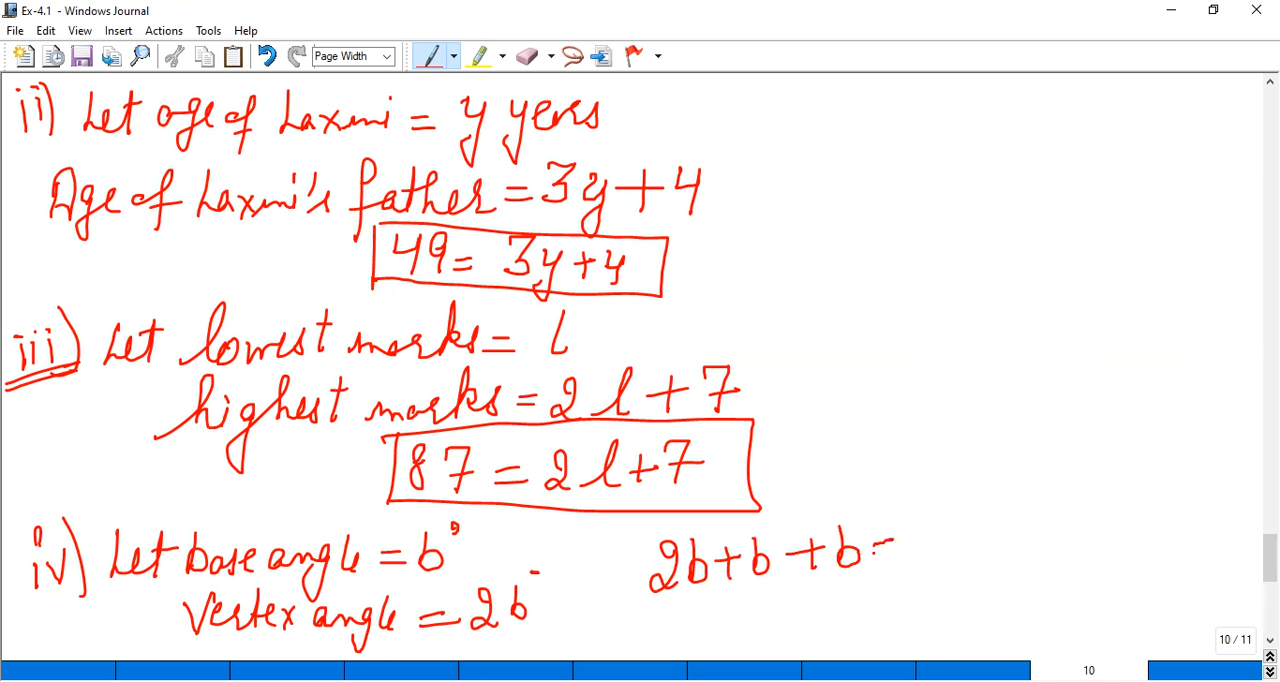 Ex-4.1 - Windows Journal
File Edit View Insert Actions Tools Help
Page Width
ii) Let age of Laxmi = y years
Age of Laxmi's father = 3y + 4
49 = 3y + 4
iii) Let lowest marks = l
highest marks = 2l + 7
87 = 2l + 7
iv) Let base angle = b°
2b + b + b =
Vertex angle = 2b
10 / 11
10